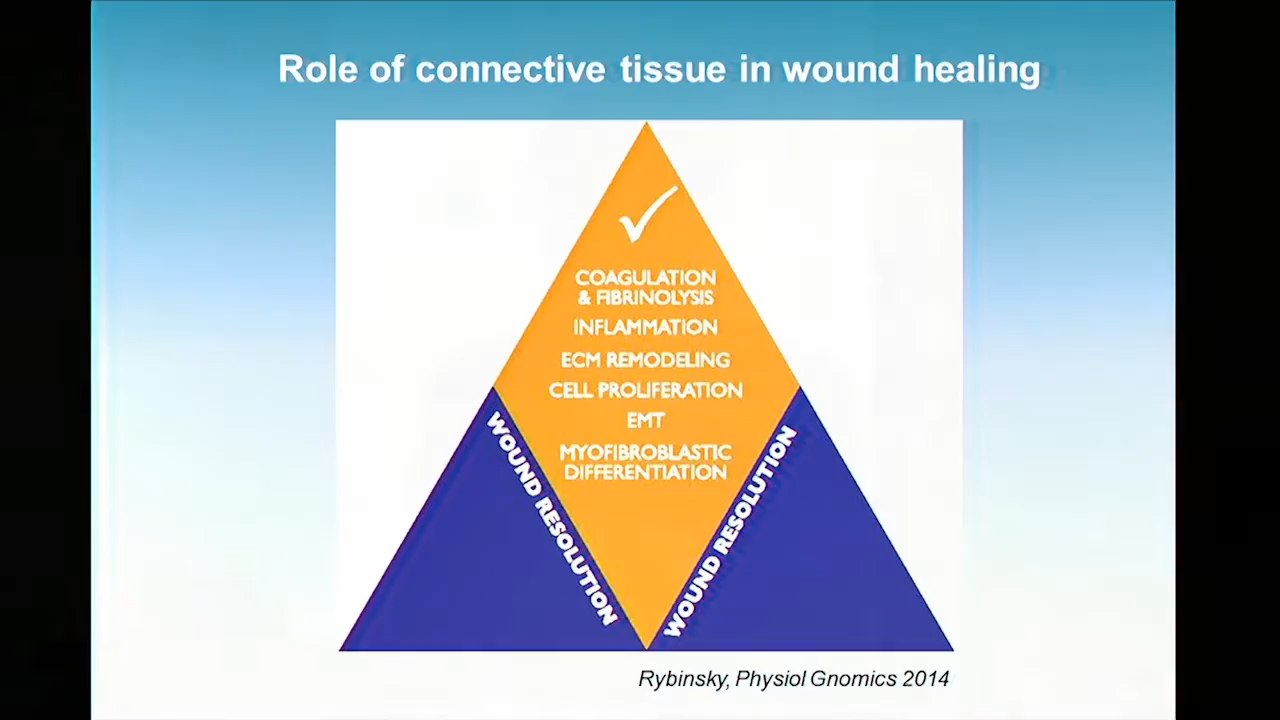 Role of connective tissue in wound healing
COAGULATION
& FIBRINOLYSIS
INFLAMMATION
ECM REMODELING
CELL PROLIFERATION
EMT
MYOFIBROBLASTIC
DIFFERENTIATION
WOUND RESOLUTION
WOUND RESOLUTION
Rybinsky, Physiol Gnomics 2014